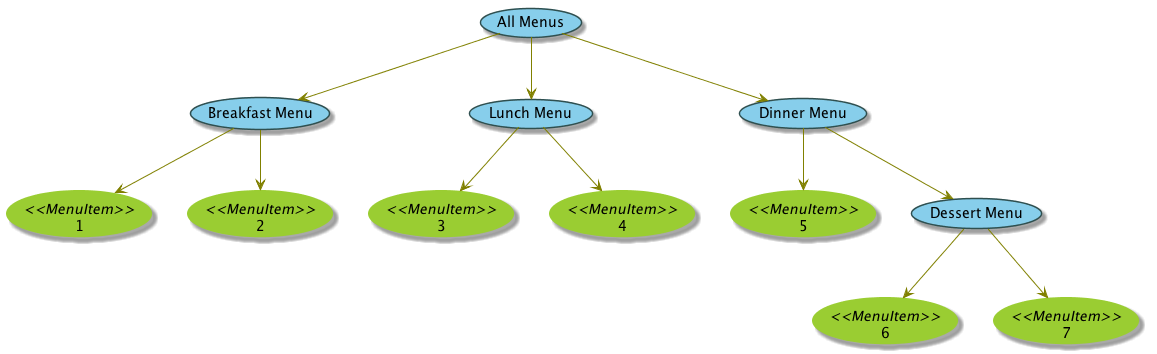 All Menus
Breakfast Menu
Lunch Menu
Dinner Menu
<<MenuItem>>
1
<<MenuItem>>
2
<<MenuItem>>
3
<<MenuItem>>
4
<<MenuItem>>
5
Dessert Menu
<<MenuItem>>
6
<<MenuItem>>
7